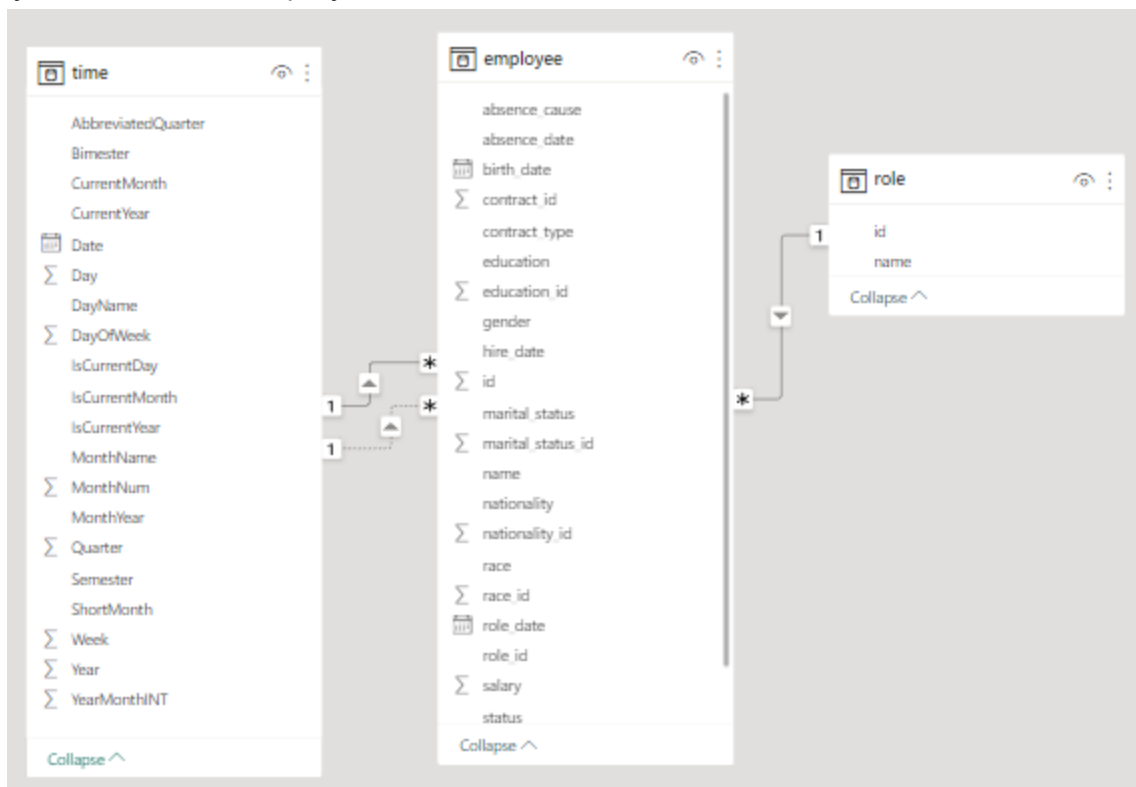 time
AbbreviatedQuarter
Bimester
CurrentMonth
CurrentYear
Date
Day
DayName
DayOfWeek
IsCurrentDay
IsCurrentMonth
IsCurrentYear
MonthName
MonthNum
MonthYear
Quarter
Semester
ShortMonth
Week
Year
YearMonthINT
Collapse
1
1
*
*
employee
absence_cause
absence_date
birth_date
contract_id
contract_type
education
education_id
gender
hire_date
id
marital_status
marital_status_id
name
nationality
nationality_id
race
race_id
role_date
role_id
salary
status
Collapse
*
1
role
id
name
Collapse